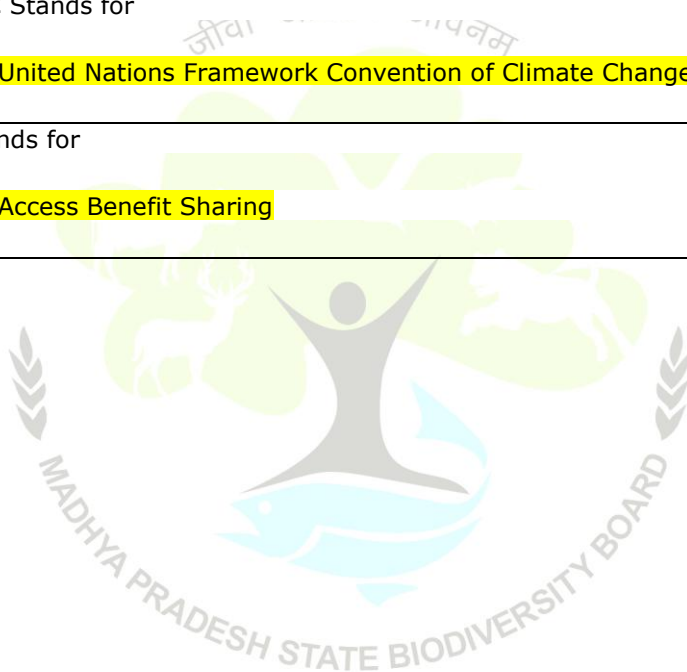 Stands for
United Nations Framework Convention of Climate Change
nds for
Access Benefit Sharing
MADHYA PRADESH STATE BIODIVERSITY BOARD